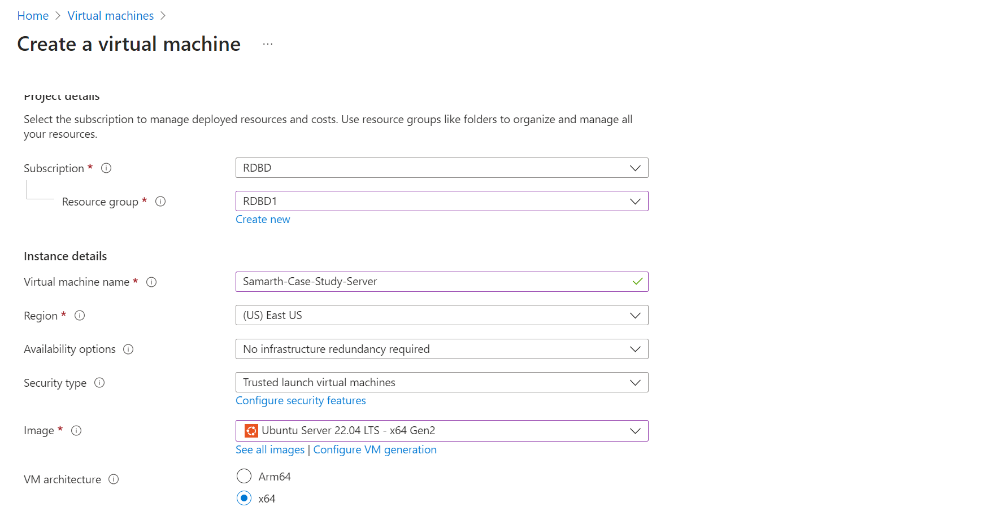 Home > Virtual machines >
Create a virtual machine ...
Project details
Select the subscription to manage deployed resources and costs. Use resource groups like folders to organize and manage all
your resources.
Subscription * RDBD
Resource group * RDBD1
Create new
Instance details
Virtual machine name * Samarth-Case-Study-Server
Region * (US) East US
Availability options No infrastructure redundancy required
Security type Trusted launch virtual machines
Configure security features
Image * Ubuntu Server 22.04 LTS - x64 Gen2
See all images | Configure VM generation
VM architecture Arm64
x64